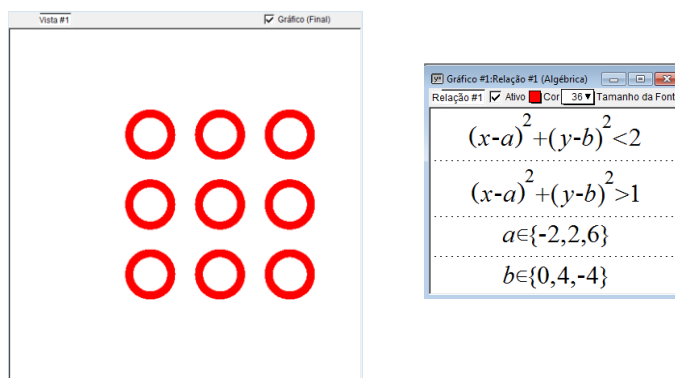 Vista #1
Gráfico (Final)
Gráfico #1:Relação #1 (Algébrica)
Relação #1 Ativo Cor 36 Tamanho da Font
(x-a)²+(y-b)²<2
(x-a)²+(y-b)²>1
a∈{-2,2,6}
b∈{0,4,-4}